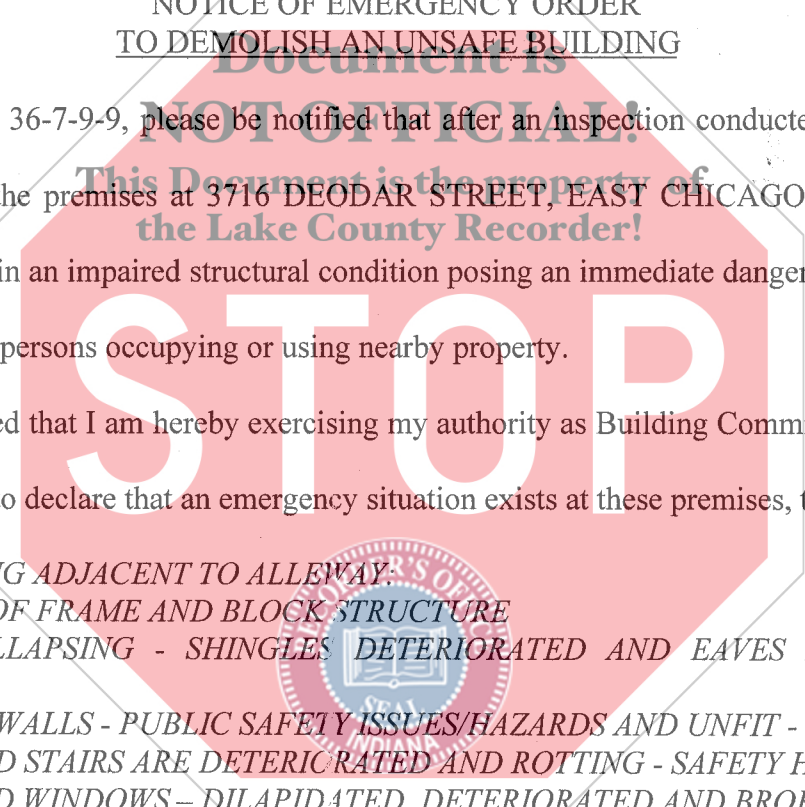 NOTICE OF EMERGENCY ORDER
TO DEMOLISH AN UNSAFE BUILDING
Document is
36-7-9-9, please be notified that after an inspection conducte
NOT OFFICIAL!
This Document is the property of
he premises at 3716 DEODAR STREET, EAST CHICAGO
the Lake County Recorder!
in an impaired structural condition posing an immediate danger
persons occupying or using nearby property.
STOP
ed that I am hereby exercising my authority as Building Comm
o declare that an emergency situation exists at these premises, t
G ADJACENT TO ALLEWAY:
OF FRAME AND BLOCK STRUCTURE
LLAPSING - SHINGLES DETERIORATED AND EAVES
RECORDER'S OFFICE
SEAL
INDIANA
WALLS - PUBLIC SAFETY ISSUES/HAZARDS AND UNFIT -
D STAIRS ARE DETERIORATED AND ROTTING - SAFETY H
D WINDOWS – DILAPIDATED, DETERIORATED AND BRO